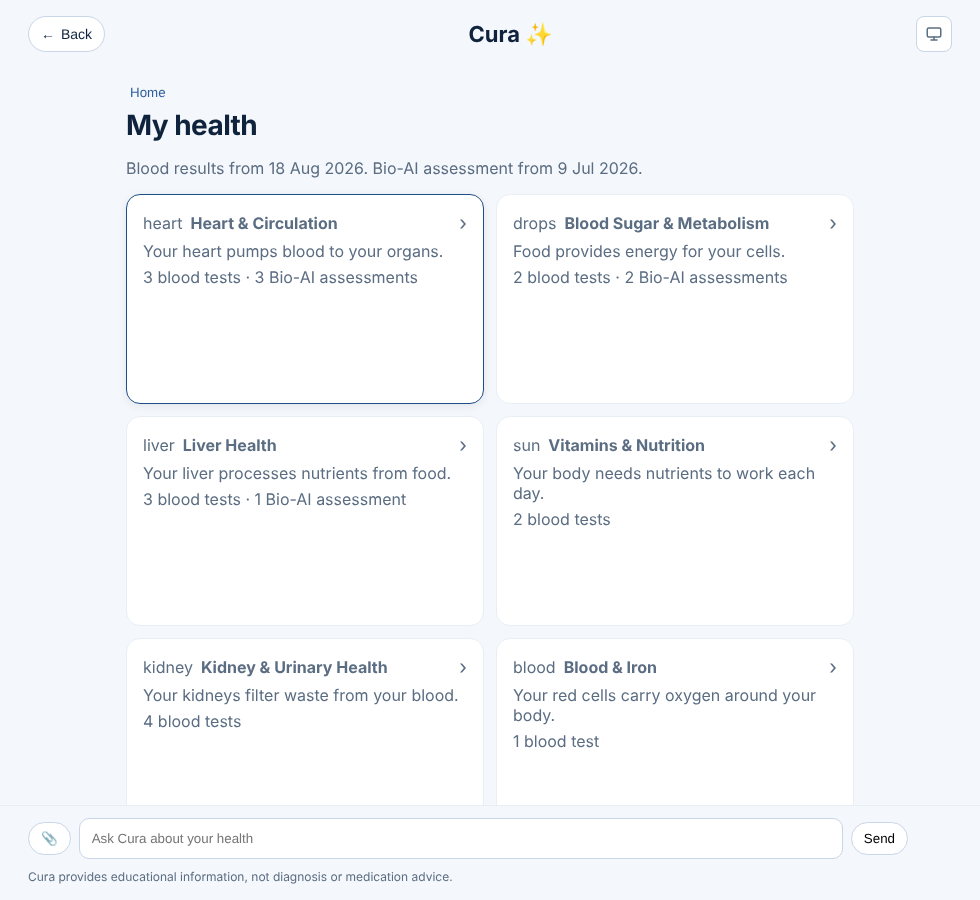 ← Back
Cura ✨
Home
My health
Blood results from 18 Aug 2026. Bio-AI assessment from 9 Jul 2026.
heart Heart & Circulation ›
Your heart pumps blood to your organs.
3 blood tests · 3 Bio-AI assessments
drops Blood Sugar & Metabolism ›
Food provides energy for your cells.
2 blood tests · 2 Bio-AI assessments
liver Liver Health ›
Your liver processes nutrients from food.
3 blood tests · 1 Bio-AI assessment
sun Vitamins & Nutrition ›
Your body needs nutrients to work each
day.
2 blood tests
kidney Kidney & Urinary Health ›
Your kidneys filter waste from your blood.
4 blood tests
blood Blood & Iron ›
Your red cells carry oxygen around your
body.
1 blood test
📎 Ask Cura about your health
Send
Cura provides educational information, not diagnosis or medication advice.